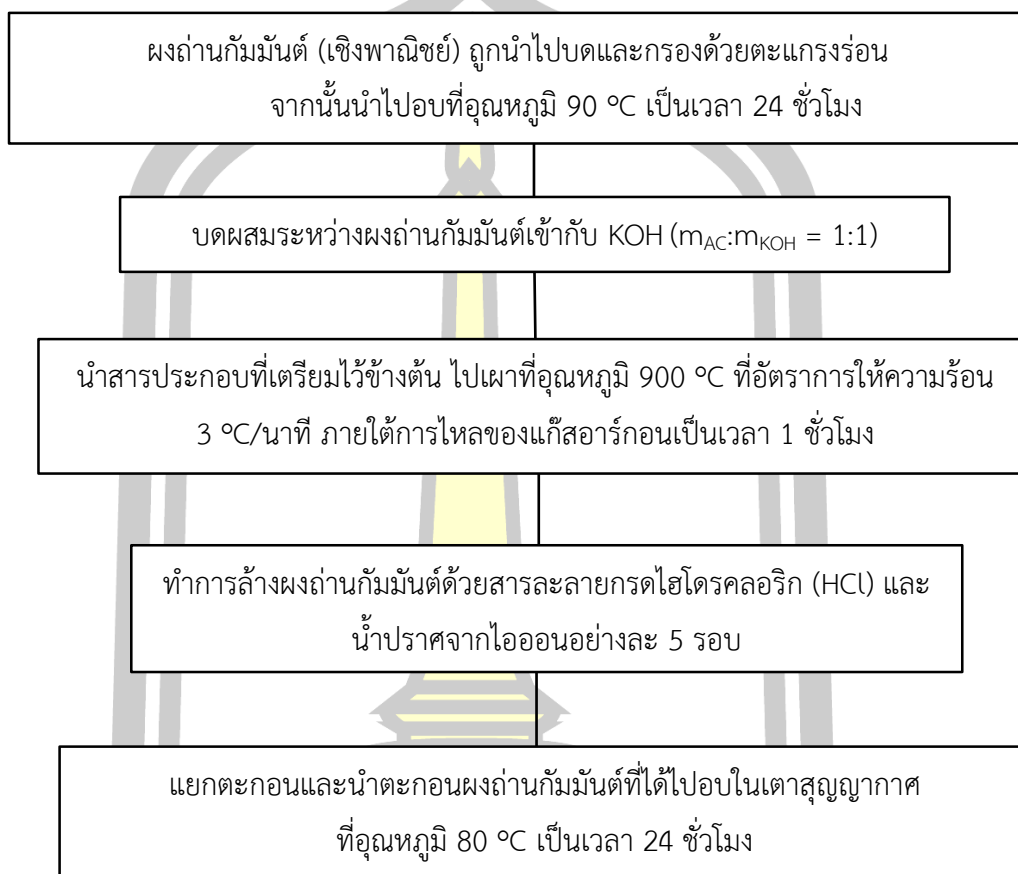 ผงถ่านกัมมันต์ (เชิงพาณิชย์) ถูกนำไปบดและกรองด้วยตะแกรงร่อน
จากนั้นนำไปอบที่อุณหภูมิ 90 °C เป็นเวลา 24 ชั่วโมง
บดผสมระหว่างผงถ่านกัมมันต์เข้ากับ KOH (mAC:mKOH = 1:1)
นำสารประกอบที่เตรียมไว้ข้างต้น ไปเผาที่อุณหภูมิ 900 °C ที่อัตราการให้ความร้อน
3 °C/นาที ภายใต้การไหลของแก๊สอาร์กอนเป็นเวลา 1 ชั่วโมง
ทำการล้างผงถ่านกัมมันต์ด้วยสารละลายกรดไฮโดรคลอริก (HCl) และ
น้ำปราศจากไอออนอย่างละ 5 รอบ
แยกตะกอนและนำตะกอนผงถ่านกัมมันต์ที่ได้ไปอบในเตาสุญญากาศ
ที่อุณหภูมิ 80 °C เป็นเวลา 24 ชั่วโมง